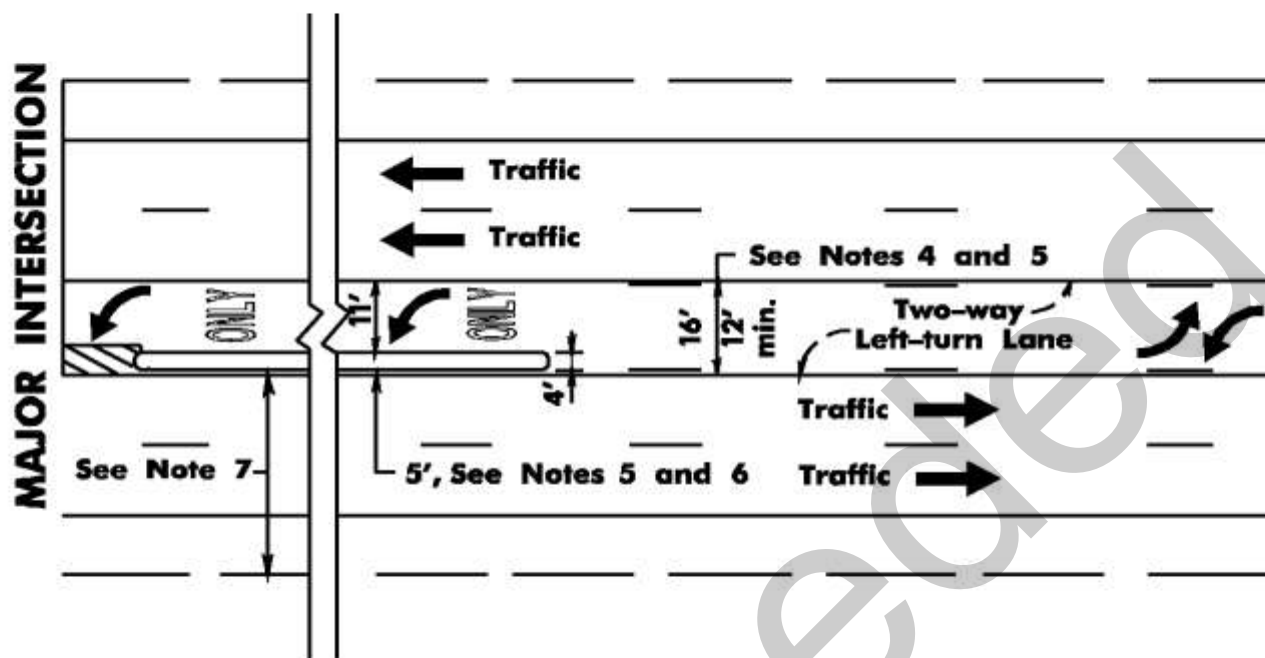 MAJOR INTERSECTION
Traffic
Traffic
See Notes 4 and 5
ONLY
11'
ONLY
16'
12'
min.
Two-way
Left-turn Lane
4'
Traffic
See Note 7
5', See Notes 5 and 6
Traffic
eded